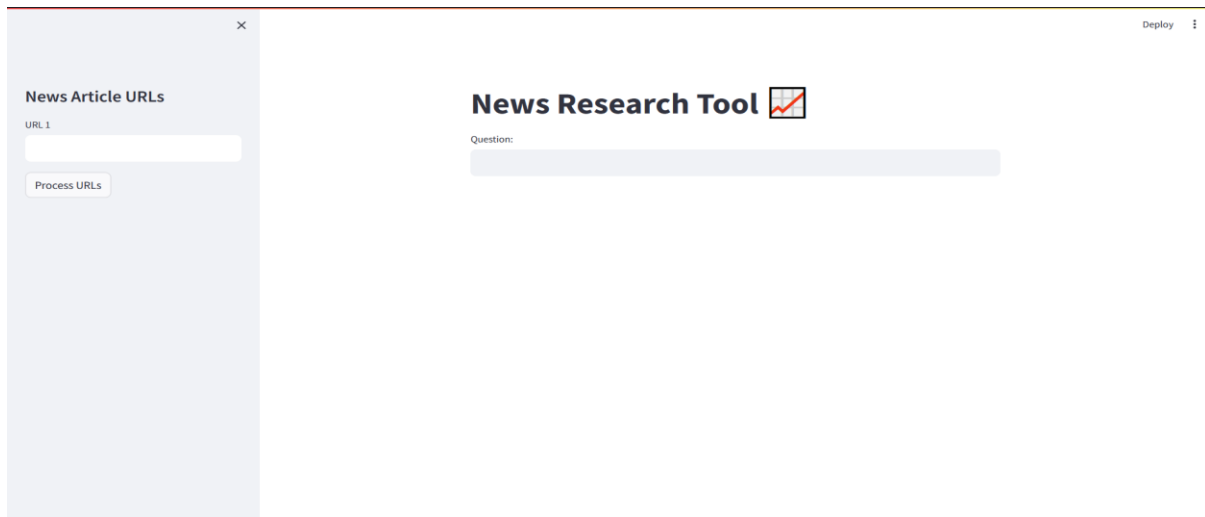 Deploy
News Article URLs
URL 1
Process URLs
News Research Tool
Question: